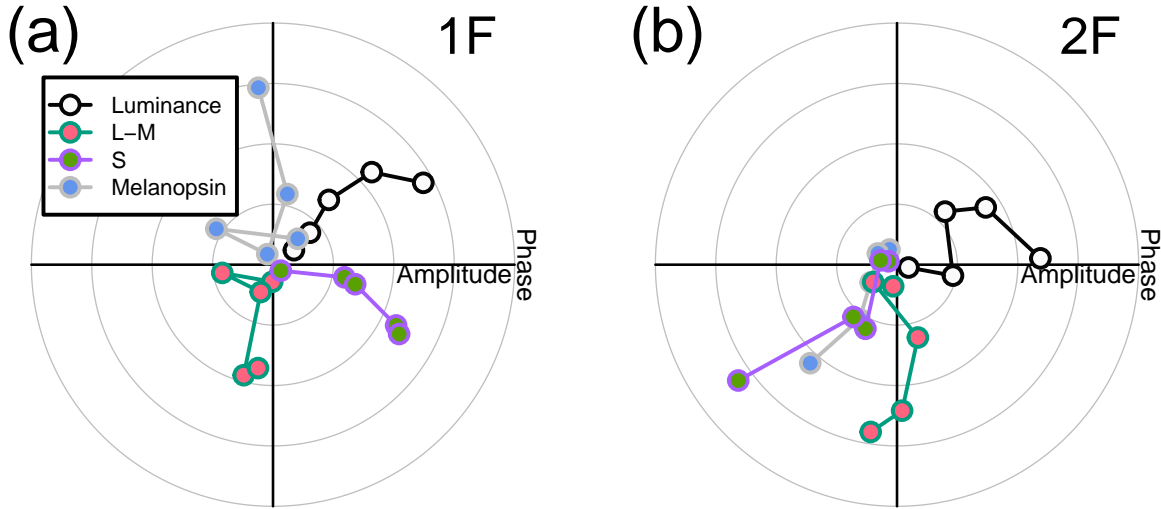 (a)
1F
Luminance
L−M
S
Melanopsin
Amplitude
Phase
(b)
2F
Amplitude
Phase